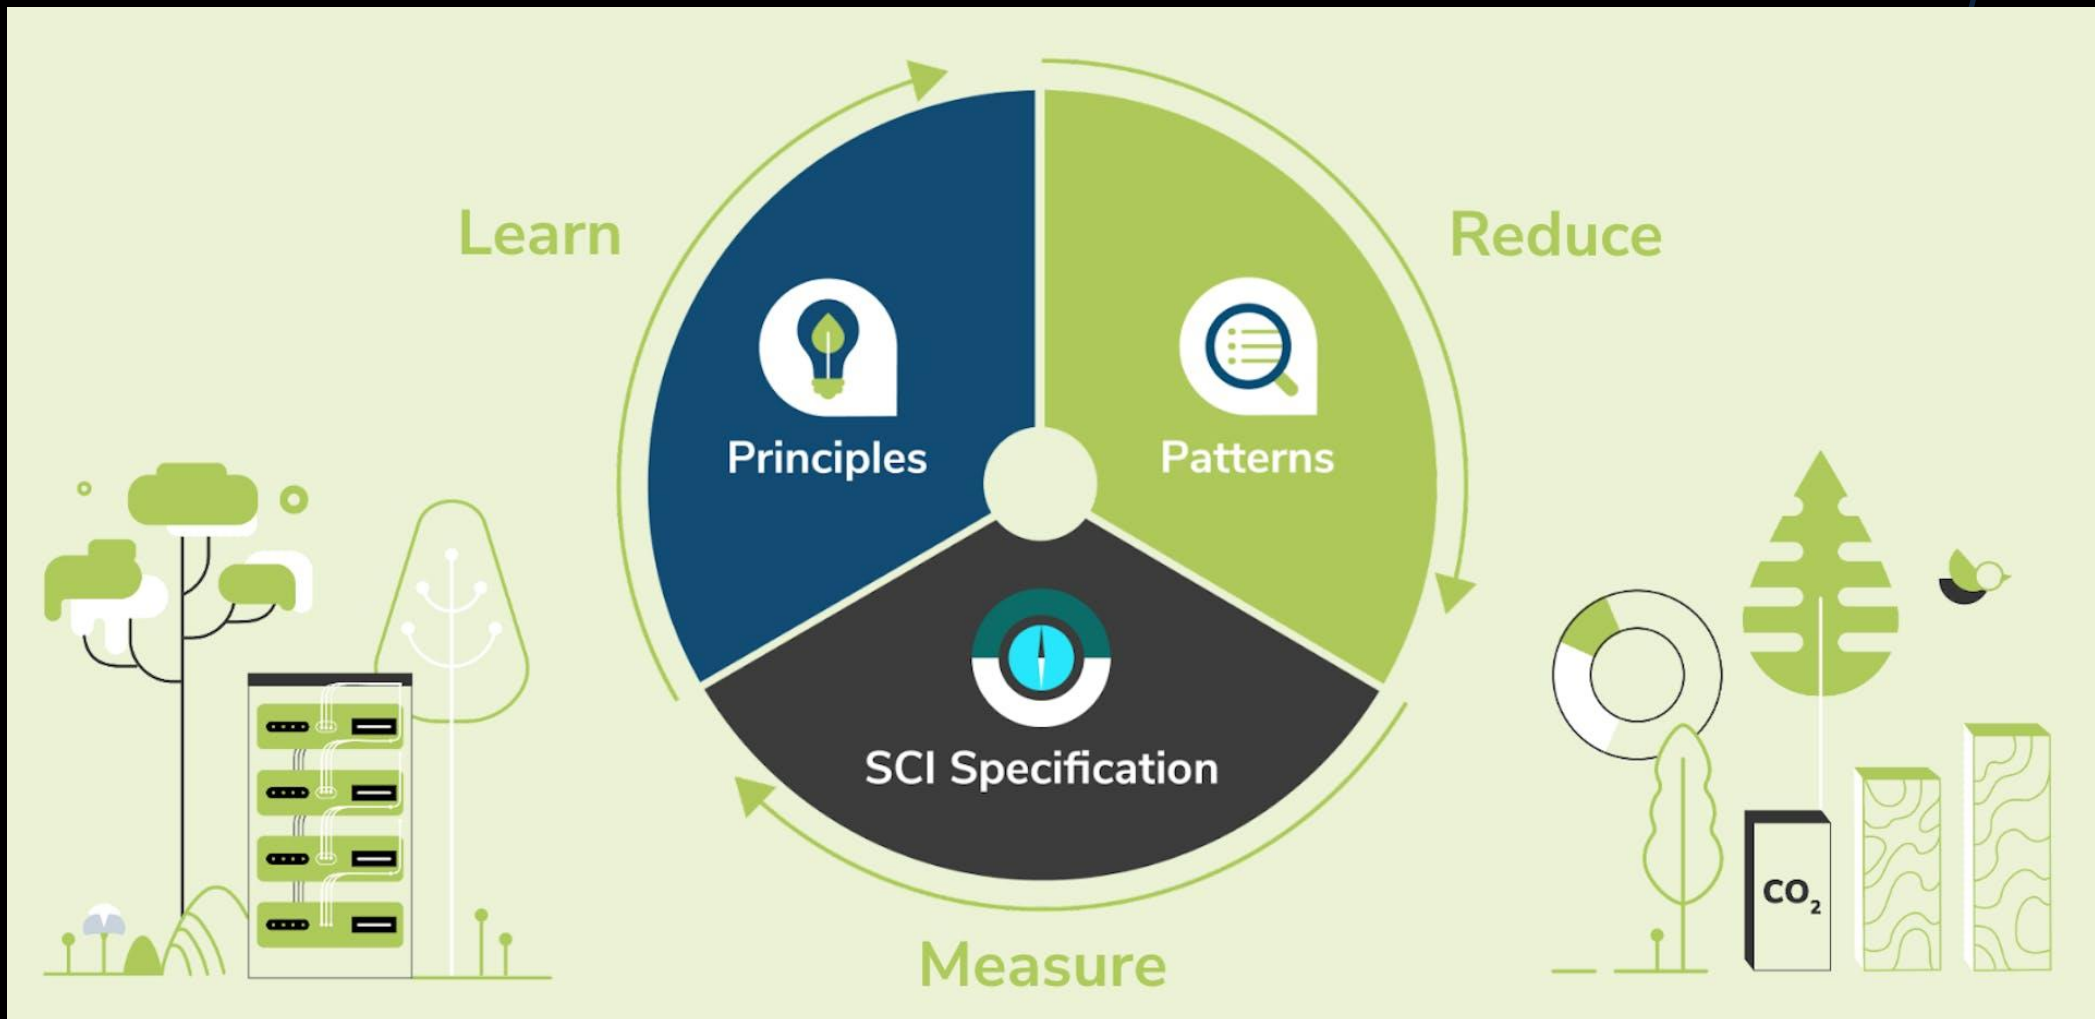 Learn
Reduce
Principles
Patterns
SCI Specification
CO₂
Measure